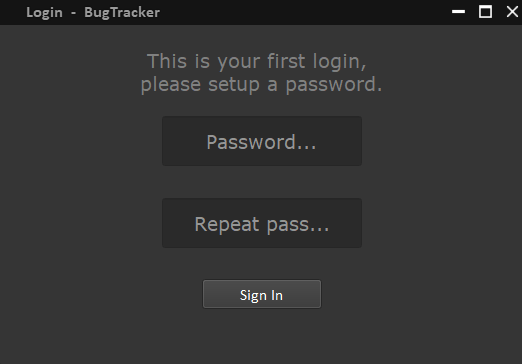 Login - BugTracker
This is your first login,
please setup a password.
Password...
Repeat pass...
Sign In